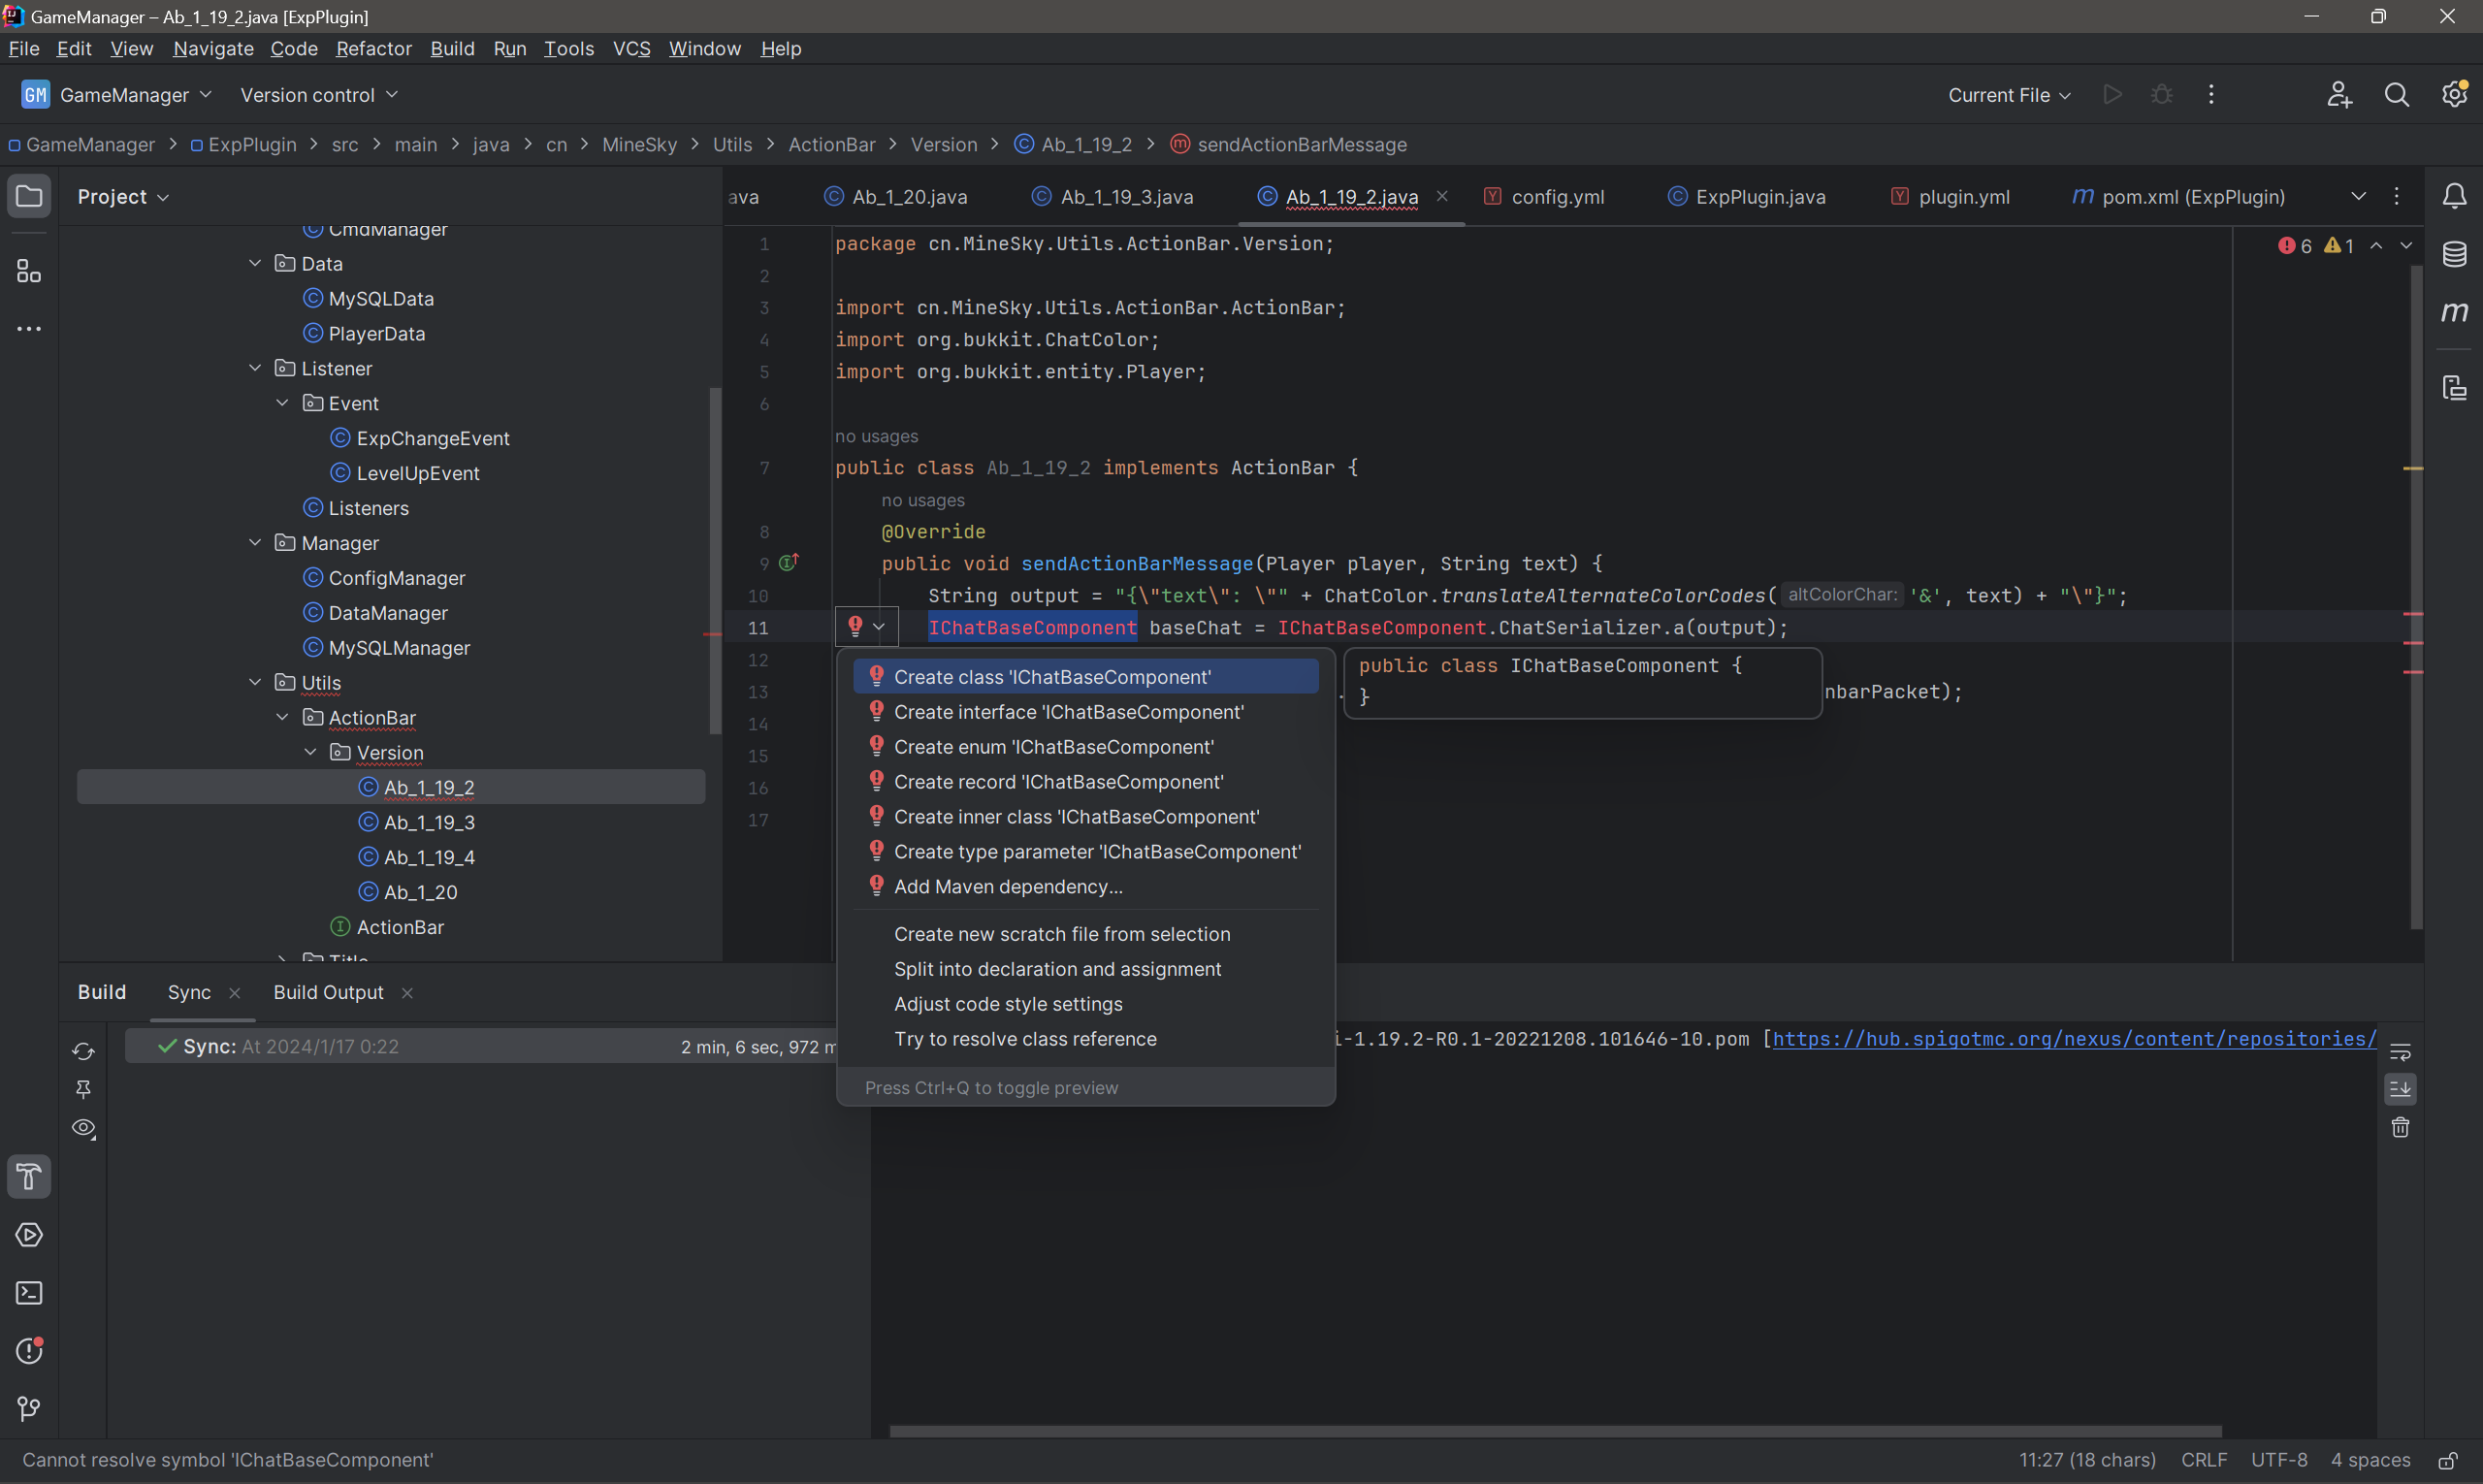 GameManager – Ab_1_19_2.java [ExpPlugin]
File Edit View Navigate Code Refactor Build Run Tools VCS Window Help
GM GameManager Version control Current File
GameManager > ExpPlugin > src > main > java > cn > MineSky > Utils > ActionBar > Version > Ab_1_19_2 > sendActionBarMessage
Project
ava Ab_1_20.java Ab_1_19_3.java Ab_1_19_2.java config.yml ExpPlugin.java plugin.yml pom.xml (ExpPlugin)
CmdManager
Data
MySQLData
PlayerData
Listener
Event
ExpChangeEvent
LevelUpEvent
Listeners
Manager
ConfigManager
DataManager
MySQLManager
Utils
ActionBar
Version
Ab_1_19_2
Ab_1_19_3
Ab_1_19_4
Ab_1_20
ActionBar
6 1
1 package cn.MineSky.Utils.ActionBar.Version;
2
3 import cn.MineSky.Utils.ActionBar.ActionBar;
4 import org.bukkit.ChatColor;
5 import org.bukkit.entity.Player;
6
no usages
7 public class Ab_1_19_2 implements ActionBar {
no usages
8 @Override
9 public void sendActionBarMessage(Player player, String text) {
10 String output = "{\"text\": \"" + ChatColor.translateAlternateColorCodes( altColorChar: '&', text) + "\"}";
11 IChatBaseComponent baseChat = IChatBaseComponent.ChatSerializer.a(output);
12
13 nbarPacket);
14
15
16
17
Create class 'IChatBaseComponent'
Create interface 'IChatBaseComponent'
Create enum 'IChatBaseComponent'
Create record 'IChatBaseComponent'
Create inner class 'IChatBaseComponent'
Create type parameter 'IChatBaseComponent'
Add Maven dependency...
Create new scratch file from selection
Split into declaration and assignment
Adjust code style settings
Try to resolve class reference
Press Ctrl+Q to toggle preview
public class IChatBaseComponent {
}
Build Sync Build Output
Sync: At 2024/1/17 0:22 2 min, 6 sec, 972 m
i-1.19.2-R0.1-20221208.101646-10.pom [https://hub.spigotmc.org/nexus/content/repositories/
Cannot resolve symbol 'IChatBaseComponent'
11:27 (18 chars) CRLF UTF-8 4 spaces